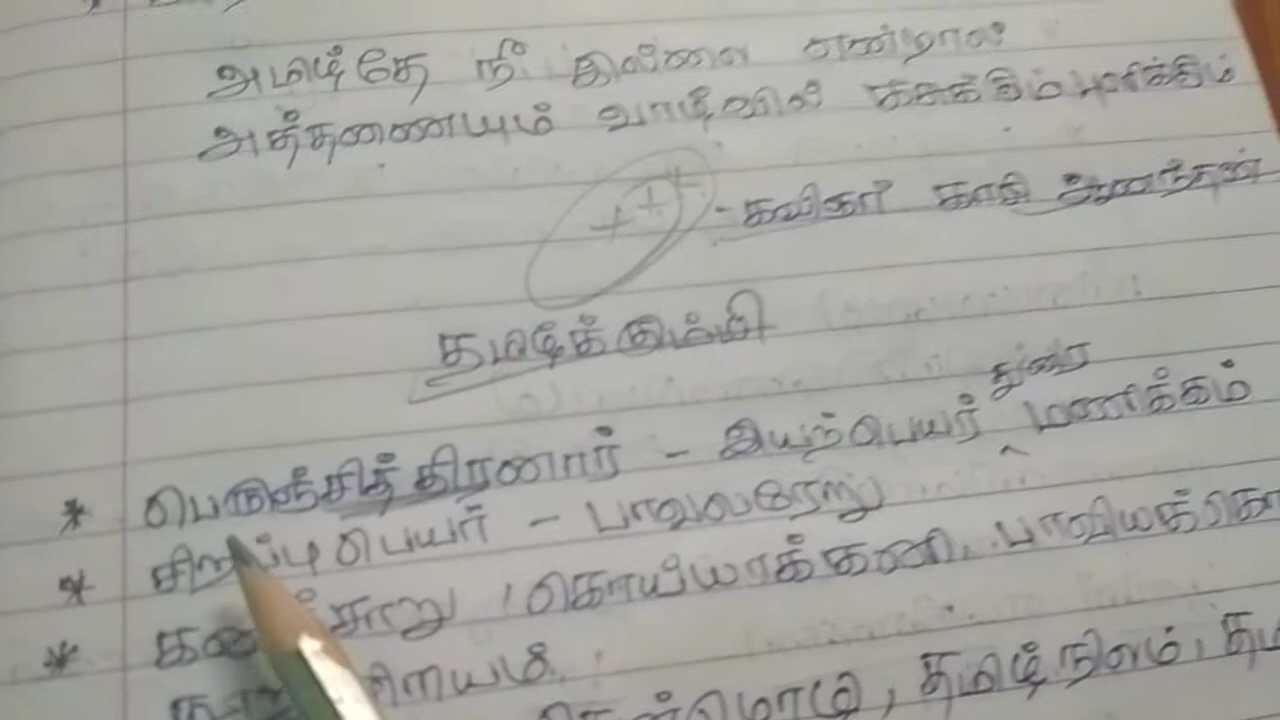 அமிழ்தே நீ இல்லை என்றால்
அத்தனையும் வாழ்வில் கசக்கும் புளிக்கும்
- கவிஞர் காசி ஆனந்தன்
தமிழ்க்கும்மி
* பெருஞ்சித்திரனார் - இயற்பெயர் துரை மணிக்கம்
* சிறப்பு பெயர் - பாவலரேறு
* கனிச்சாறு, கொய்யாக்கனி, பாவியக்கொ
தமிழ் நிலம்,